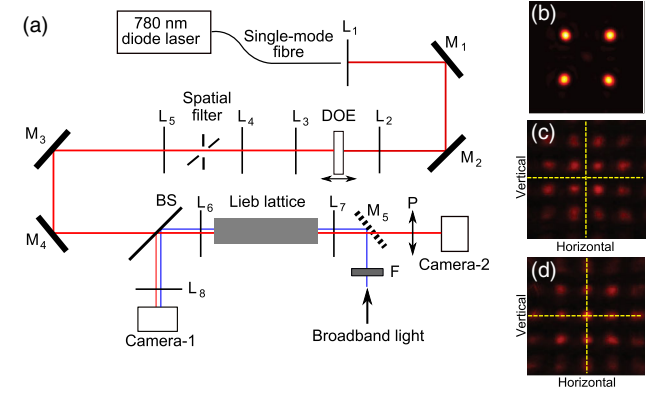 (a)
780 nm
diode laser
Single-mode
fibre
L1
M1
Spatial
filter
DOE
M3
L5
L4
L3
L2
M2
BS
L6
Lieb lattice
L7
M5
P
M4
Camera-2
F
L8
Camera-1
Broadband light
(b)
(c)
Vertical
Horizontal
(d)
Vertical
Horizontal